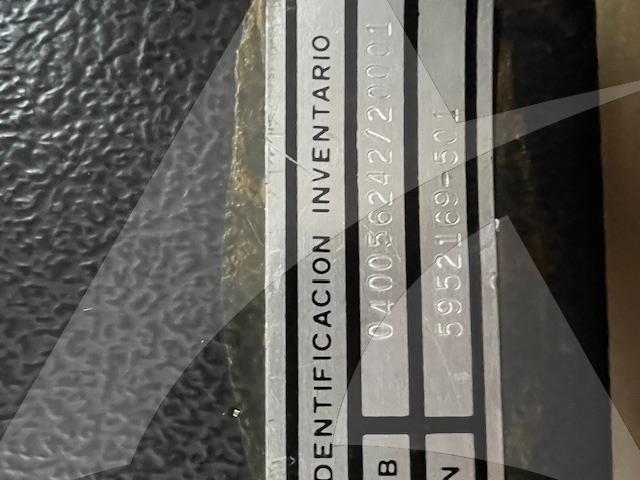 DENTIFICACION INVENTARIO
B 040056242/20001
N 5952169-501